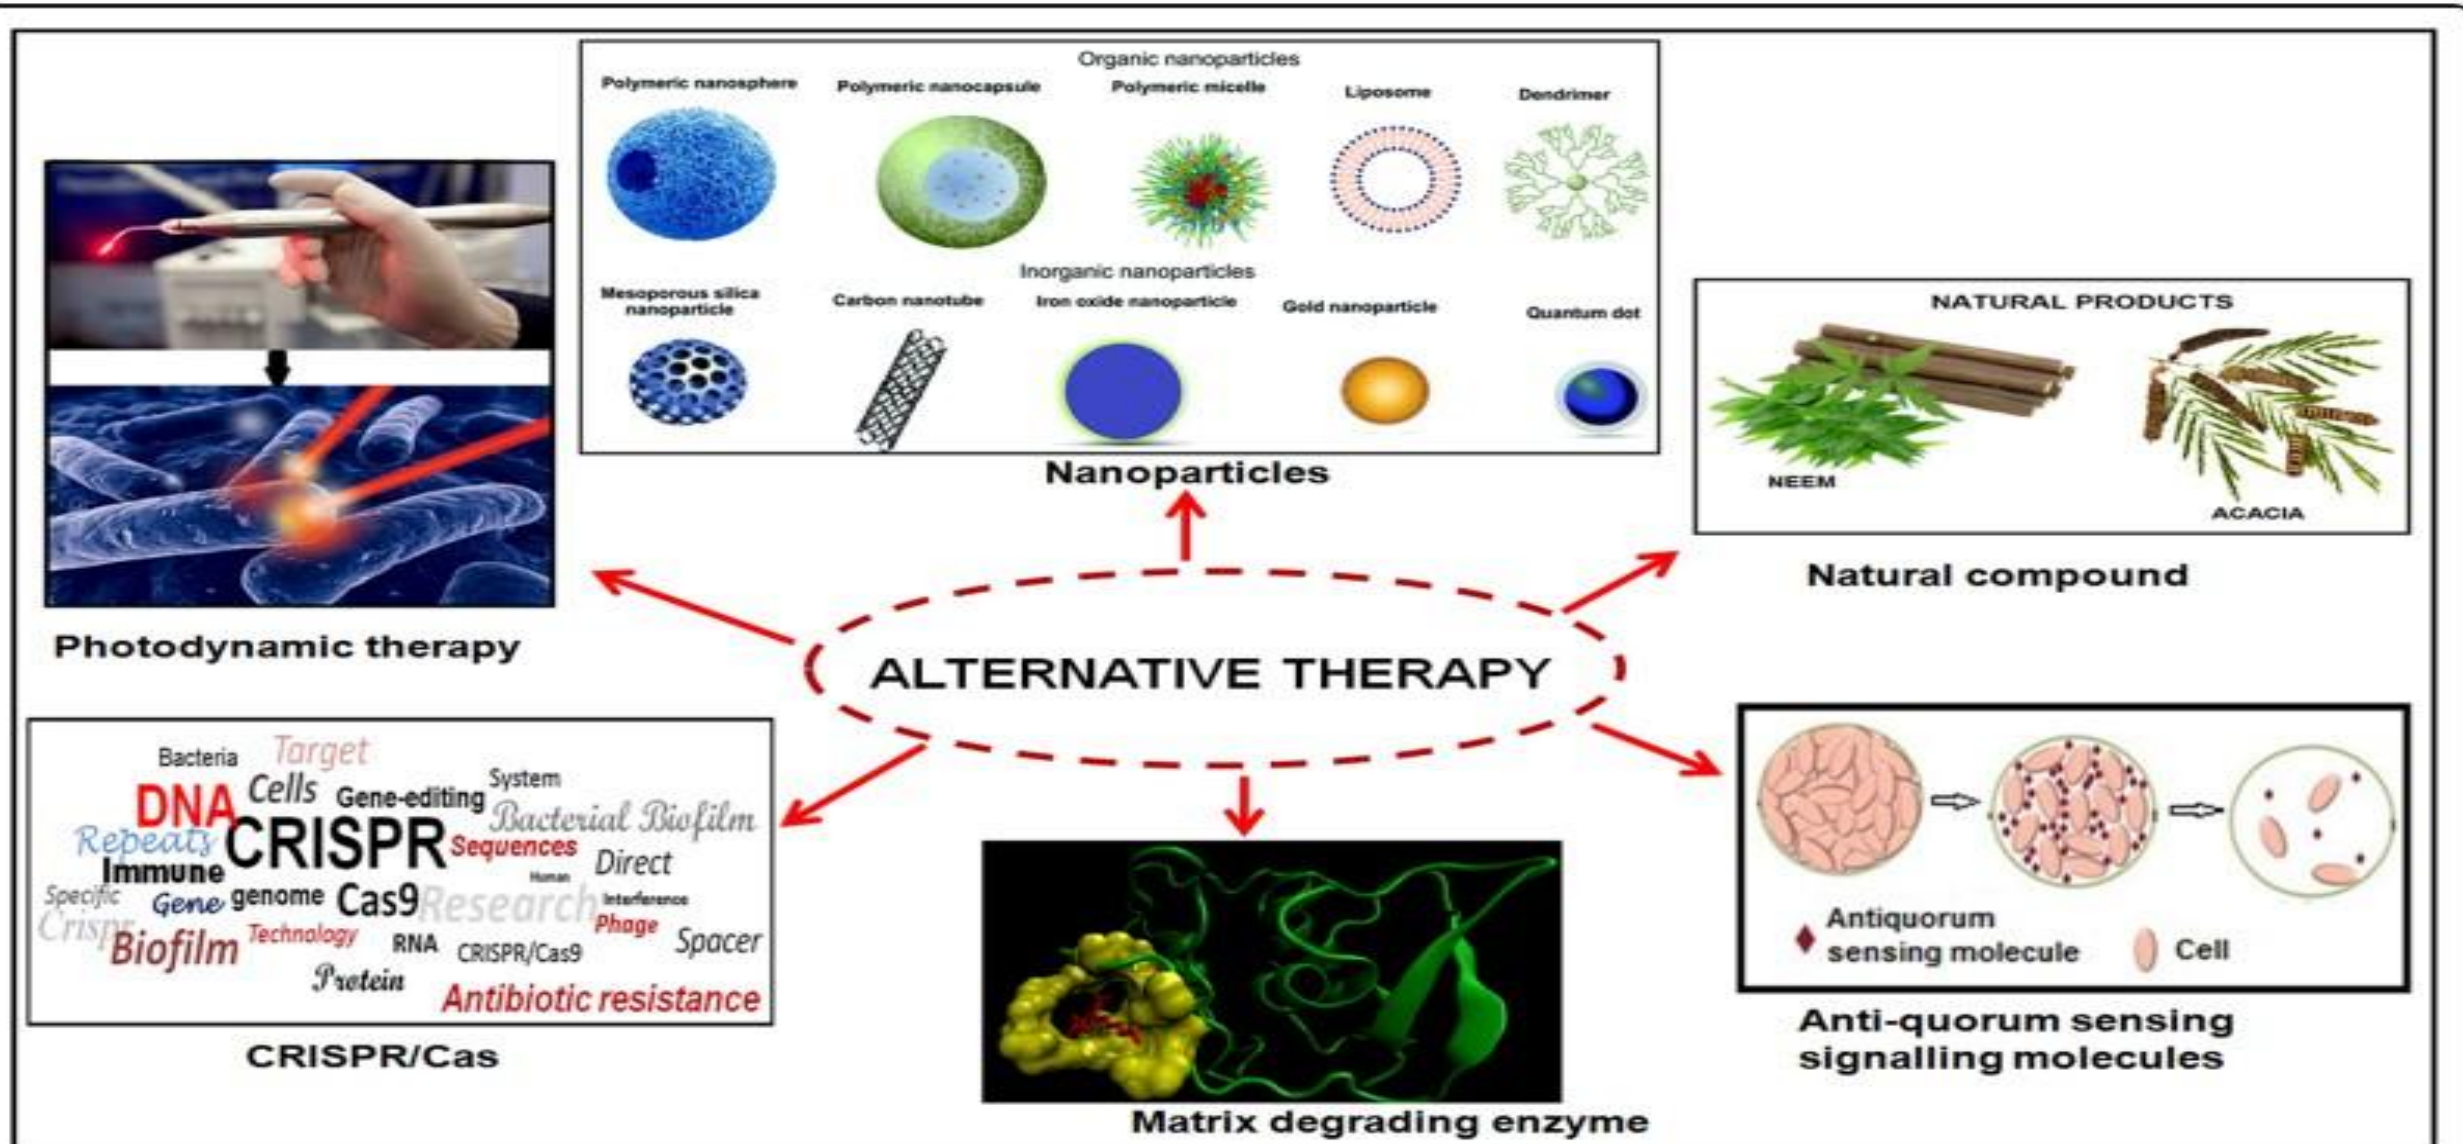 Organic nanoparticles
Polymeric nanosphere
Polymeric nanocapsule
Polymeric micelle
Liposome
Dendrimer
Inorganic nanoparticles
Mesoporous silica
nanoparticle
Carbon nanotube
Iron oxide nanoparticle
Gold nanoparticle
Quantum dot
Nanoparticles
NATURAL PRODUCTS
NEEM
ACACIA
Natural compound
Photodynamic therapy
ALTERNATIVE THERAPY
Bacteria
Target
DNA
Cells
Gene-editing
System
Bacterial Biofilm
Repeats
CRISPR
Sequences
Direct
Immune
Human
Specific
Gene
genome
Cas9
Research
Interference
Crispr
Biofilm
Technology
RNA
CRISPR/Cas9
Phage
Spacer
Protein
Antibiotic resistance
CRISPR/Cas
Matrix degrading enzyme
Antiquorum
sensing molecule
Cell
Anti-quorum sensing
signalling molecules